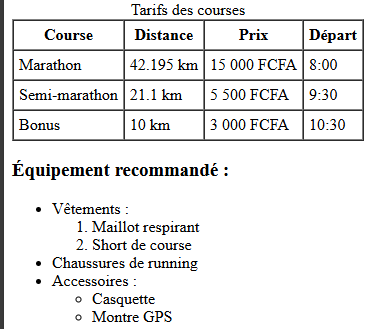 Tarifs des courses
Course Distance Prix Départ
Marathon 42.195 km 15 000 FCFA 8:00
Semi-marathon 21.1 km 5 500 FCFA 9:30
Bonus 10 km 3 000 FCFA 10:30
Équipement recommandé :
• Vêtements :
1. Maillot respirant
2. Short de course
• Chaussures de running
• Accessoires :
◦ Casquette
◦ Montre GPS